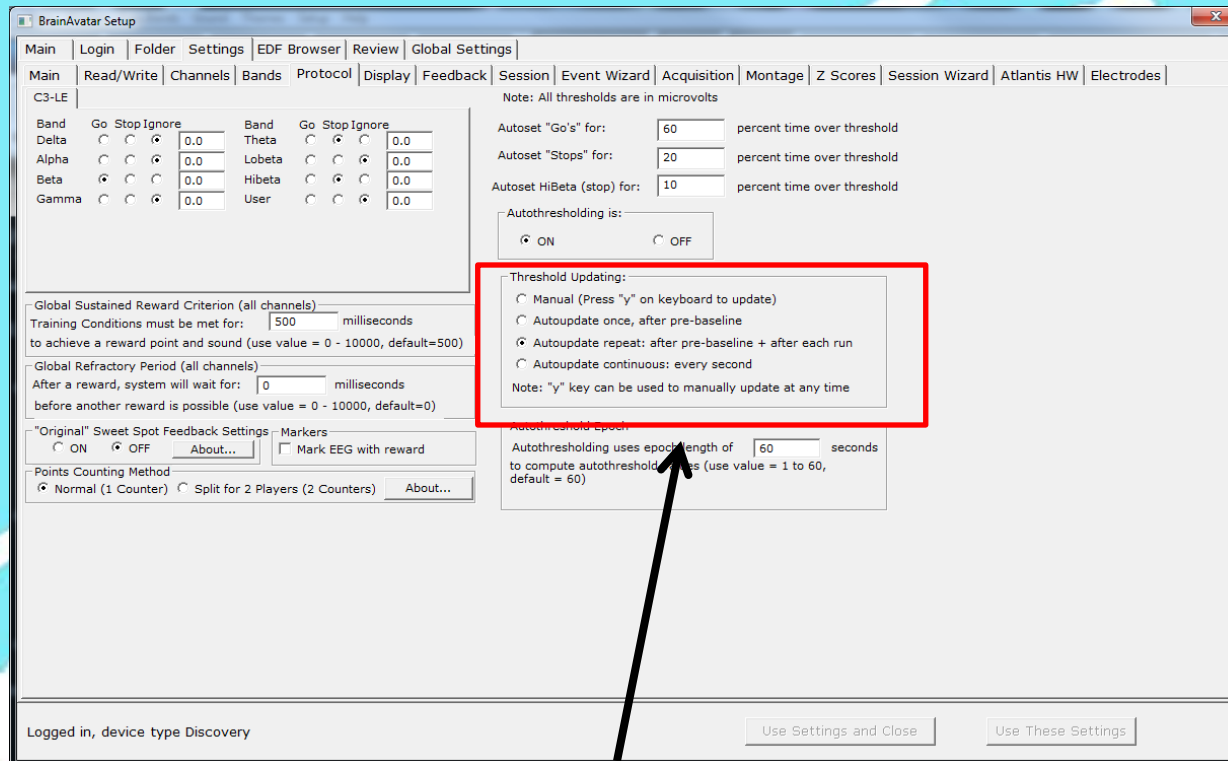 BrainAvatar Setup
Main Login Folder Settings EDF Browser Review Global Settings
Main Read/Write Channels Bands Protocol Display Feedback Session Event Wizard Acquisition Montage Z Scores Session Wizard Atlantis HW Electrodes
C3-LE
Band Go Stop Ignore Band Go Stop Ignore
Delta 0.0 Theta 0.0
Alpha 0.0 Lobeta 0.0
Beta 0.0 Hibeta 0.0
Gamma 0.0 User 0.0
Global Sustained Reward Criterion (all channels)
Training Conditions must be met for: 500 milliseconds
to achieve a reward point and sound (use value = 0 - 10000, default=500)
Global Refractory Period (all channels)
After a reward, system will wait for: 0 milliseconds
before another reward is possible (use value = 0 - 10000, default=0)
"Original" Sweet Spot Feedback Settings
ON OFF About...
Markers
Mark EEG with reward
Points Counting Method
Normal (1 Counter) Split for 2 Players (2 Counters) About...
Note: All thresholds are in microvolts
Autoset "Go's" for: 60 percent time over threshold
Autoset "Stops" for: 20 percent time over threshold
Autoset HiBeta (stop) for: 10 percent time over threshold
Autothresholding is:
ON OFF
Threshold Updating:
Manual (Press "y" on keyboard to update)
Autoupdate once, after pre-baseline
Autoupdate repeat: after pre-baseline + after each run
Autoupdate continuous: every second
Note: "y" key can be used to manually update at any time
Autothreshold Epoch
Autothresholding uses epoch length of 60 seconds
to compute autothreshold (use value = 1 to 60,
default = 60)
Logged in, device type Discovery
Use Settings and Close Use These Settings